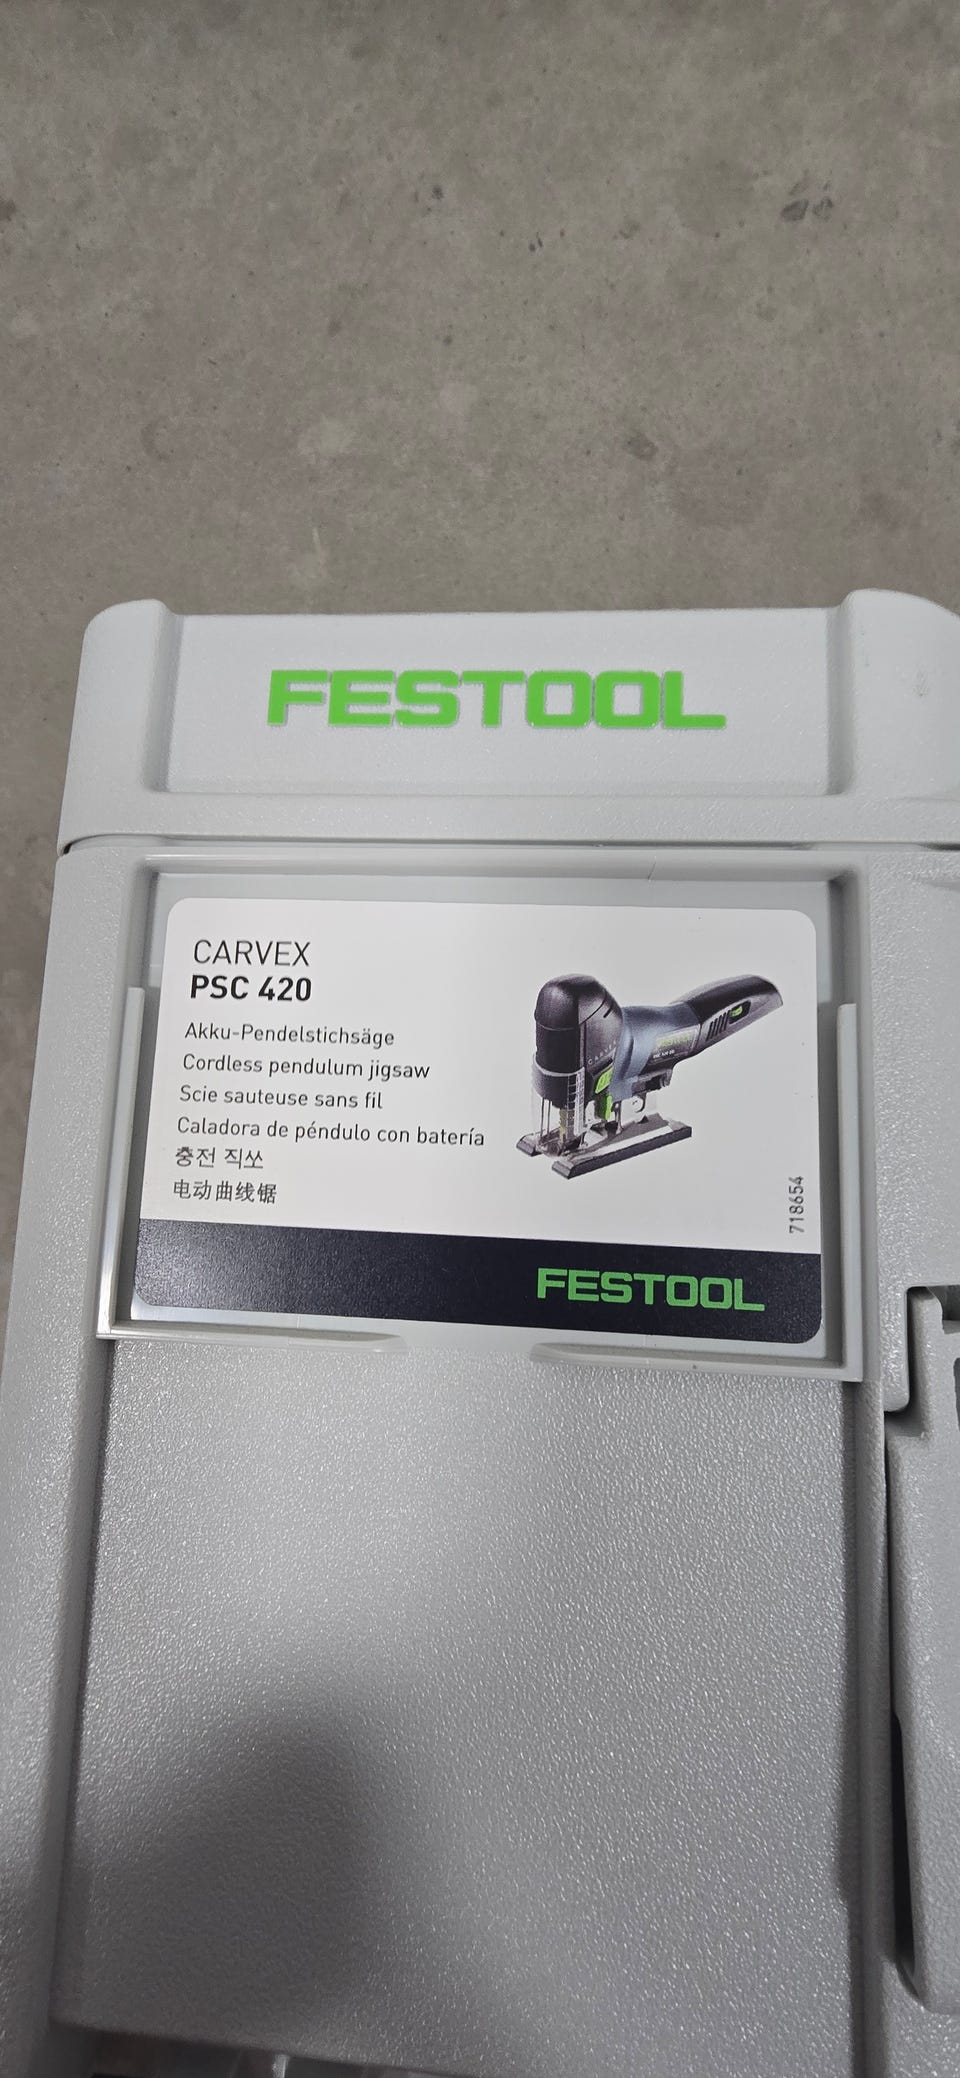 FESTOOL
CARVEX
PSC 420
Akku-Pendelstichsäge
Cordless pendulum jigsaw
Scie sauteuse sans fil
Caladora de péndulo con batería
충전 직쏘
电动曲线锯
718654
FESTOOL